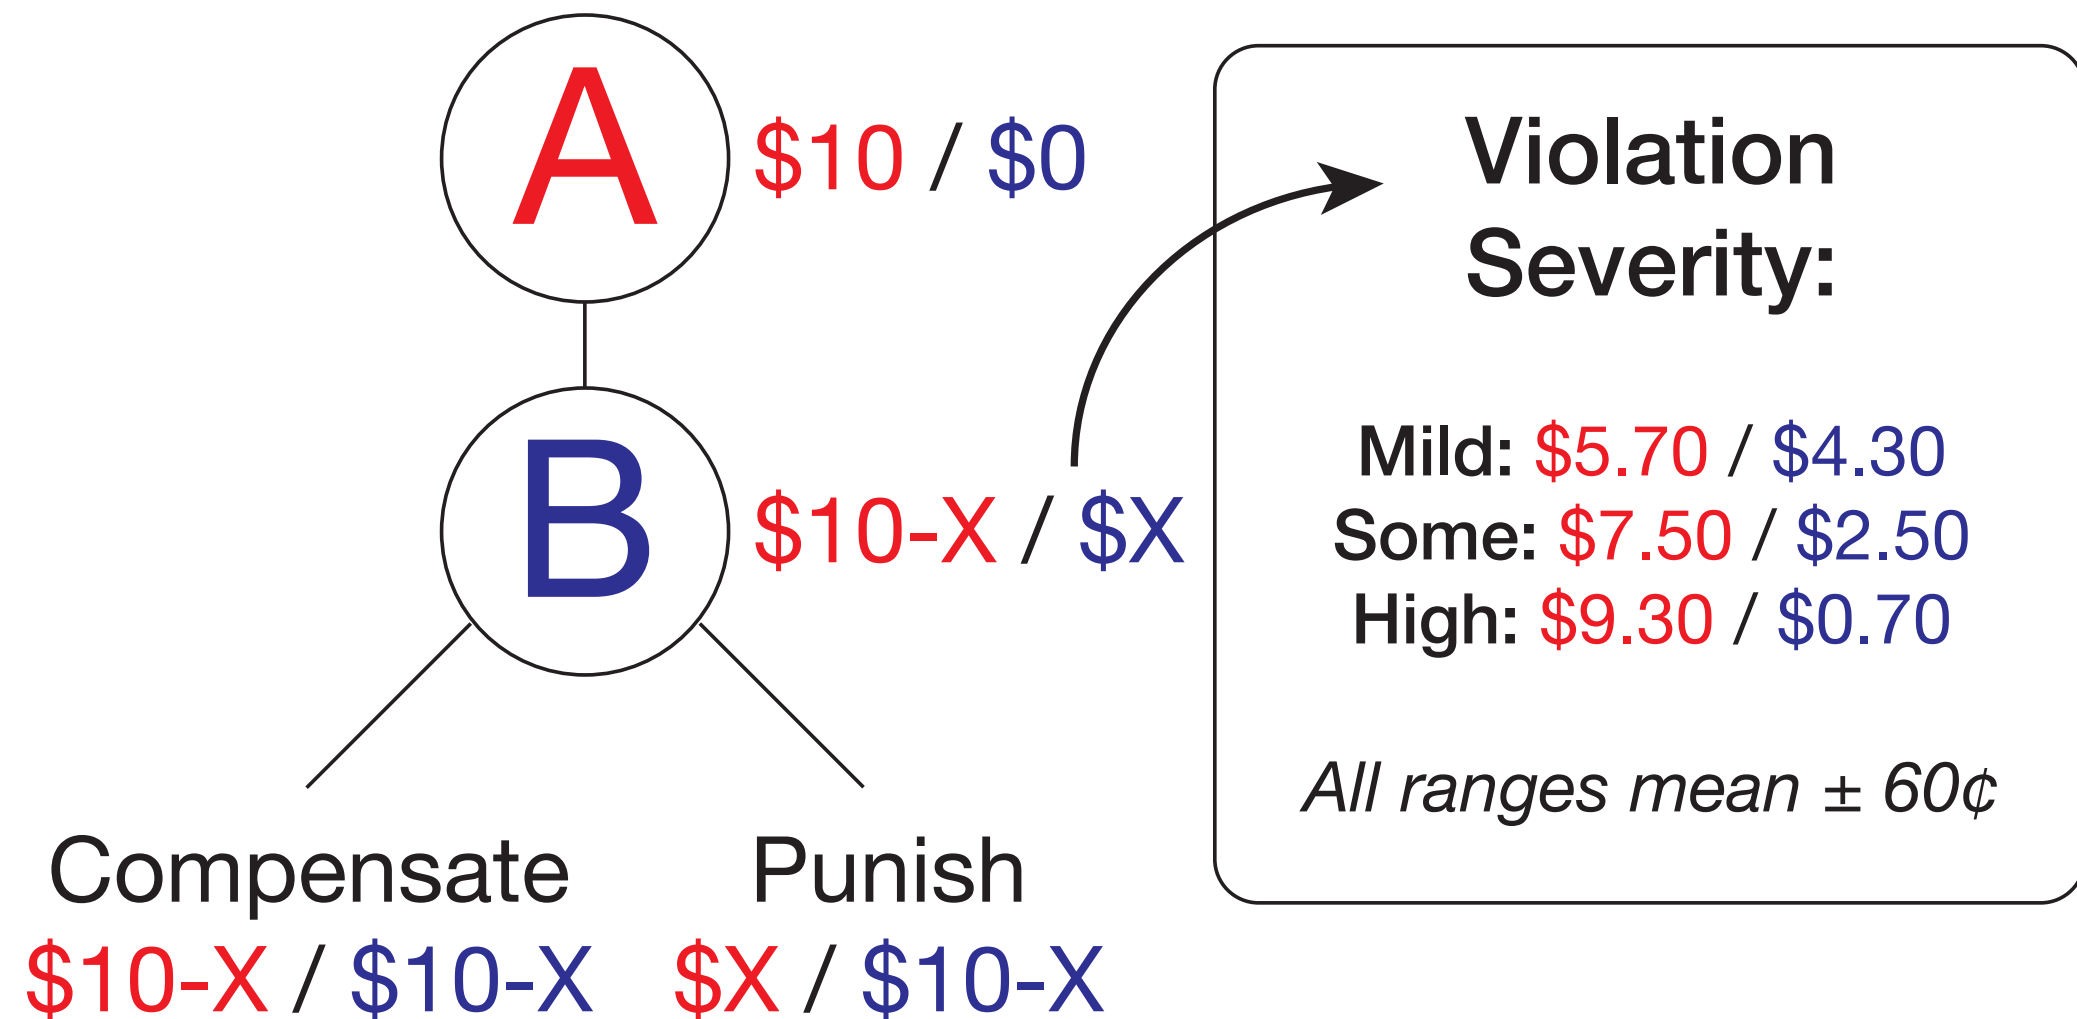 A
$10 / $0
B
$10-X / $X
Compensate
$10-X / $10-X
Punish
$X / $10-X
Violation
Severity:
Mild: $5.70 / $4.30
Some: $7.50 / $2.50
High: $9.30 / $0.70
All ranges mean ± 60¢